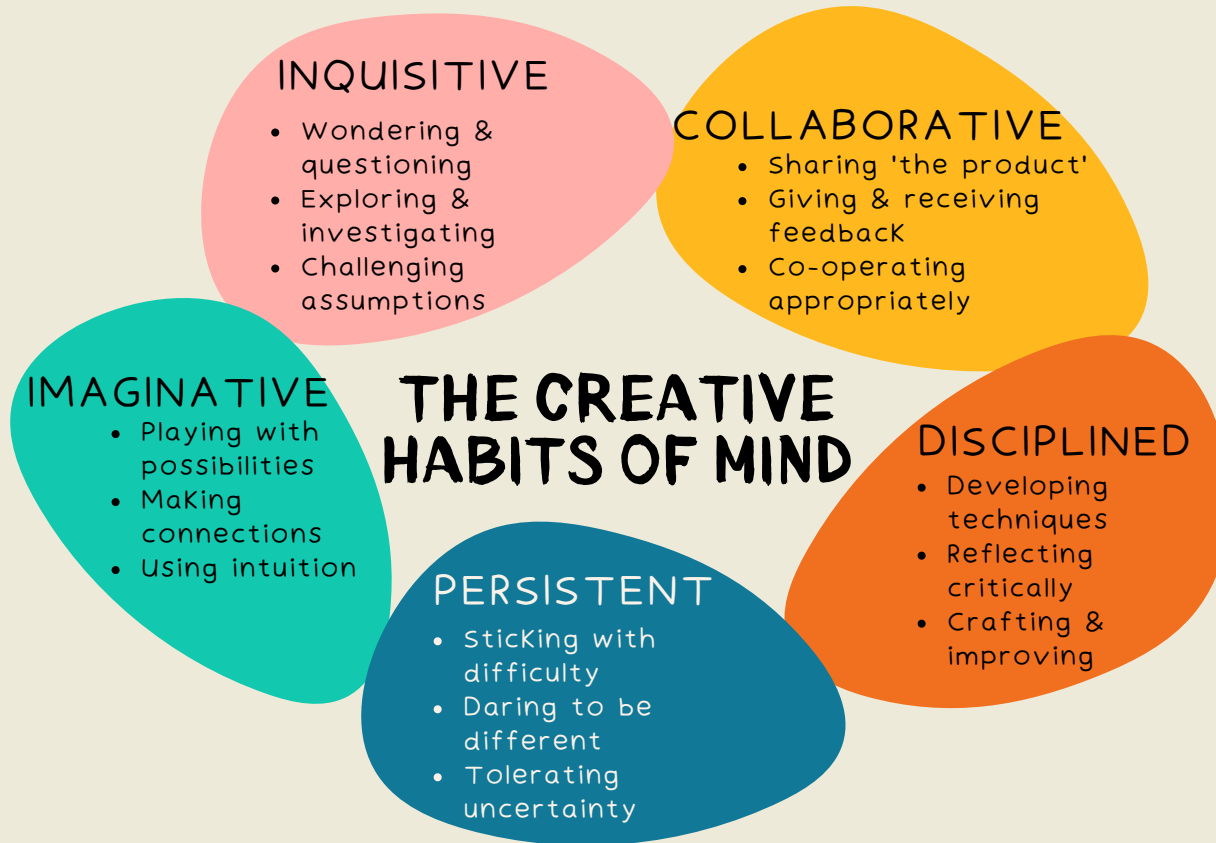 INQUISITIVE
• Wondering &
questioning
• Exploring &
investigating
• Challenging
assumptions
COLLABORATIVE
• Sharing 'the product'
• Giving & receiving
feedback
• Co-operating
appropriately
IMAGINATIVE
• Playing with
possibilities
• Making
connections
• Using intuition
THE CREATIVE
HABITS OF MIND
DISCIPLINED
• Developing
techniques
• Reflecting
critically
• Crafting &
improving
PERSISTENT
• Sticking with
difficulty
• Daring to be
different
• Tolerating
uncertainty